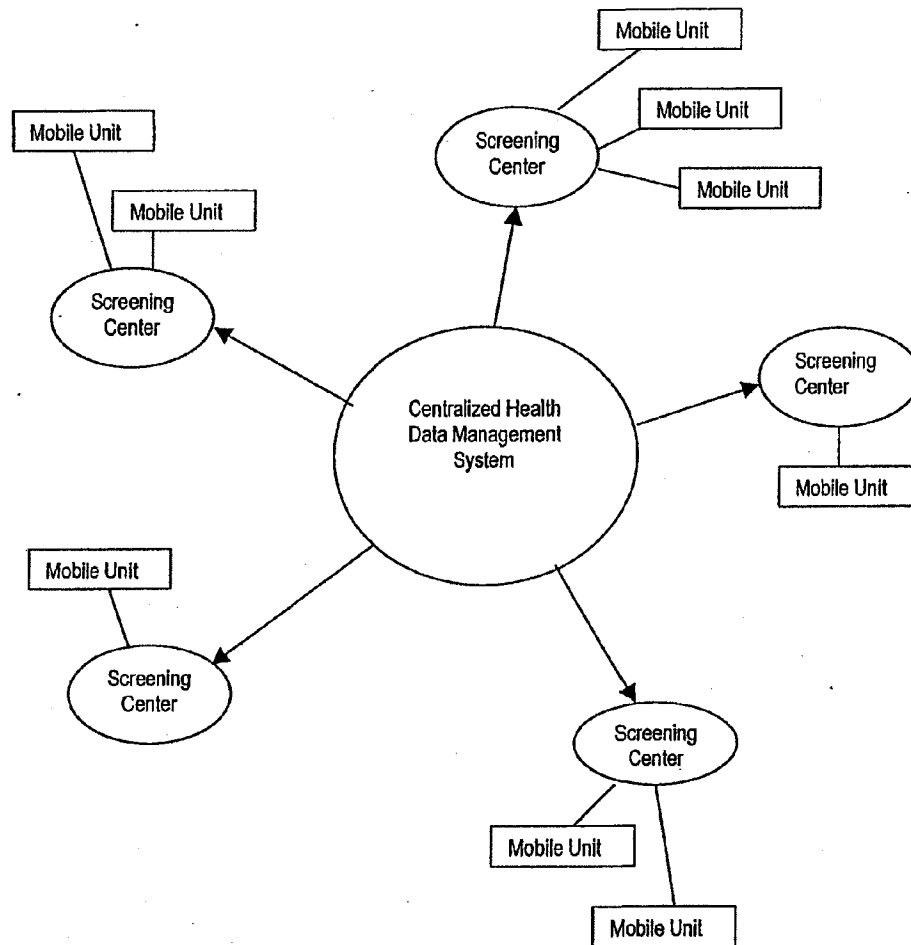 Mobile Unit
Mobile Unit
Mobile Unit
Screening
Center
Mobile Unit
Mobile Unit
Screening
Center
Screening
Center
Mobile Unit
Centralized Health
Data Management
System
Mobile Unit
Screening
Center
Screening
Center
Mobile Unit
Mobile Unit